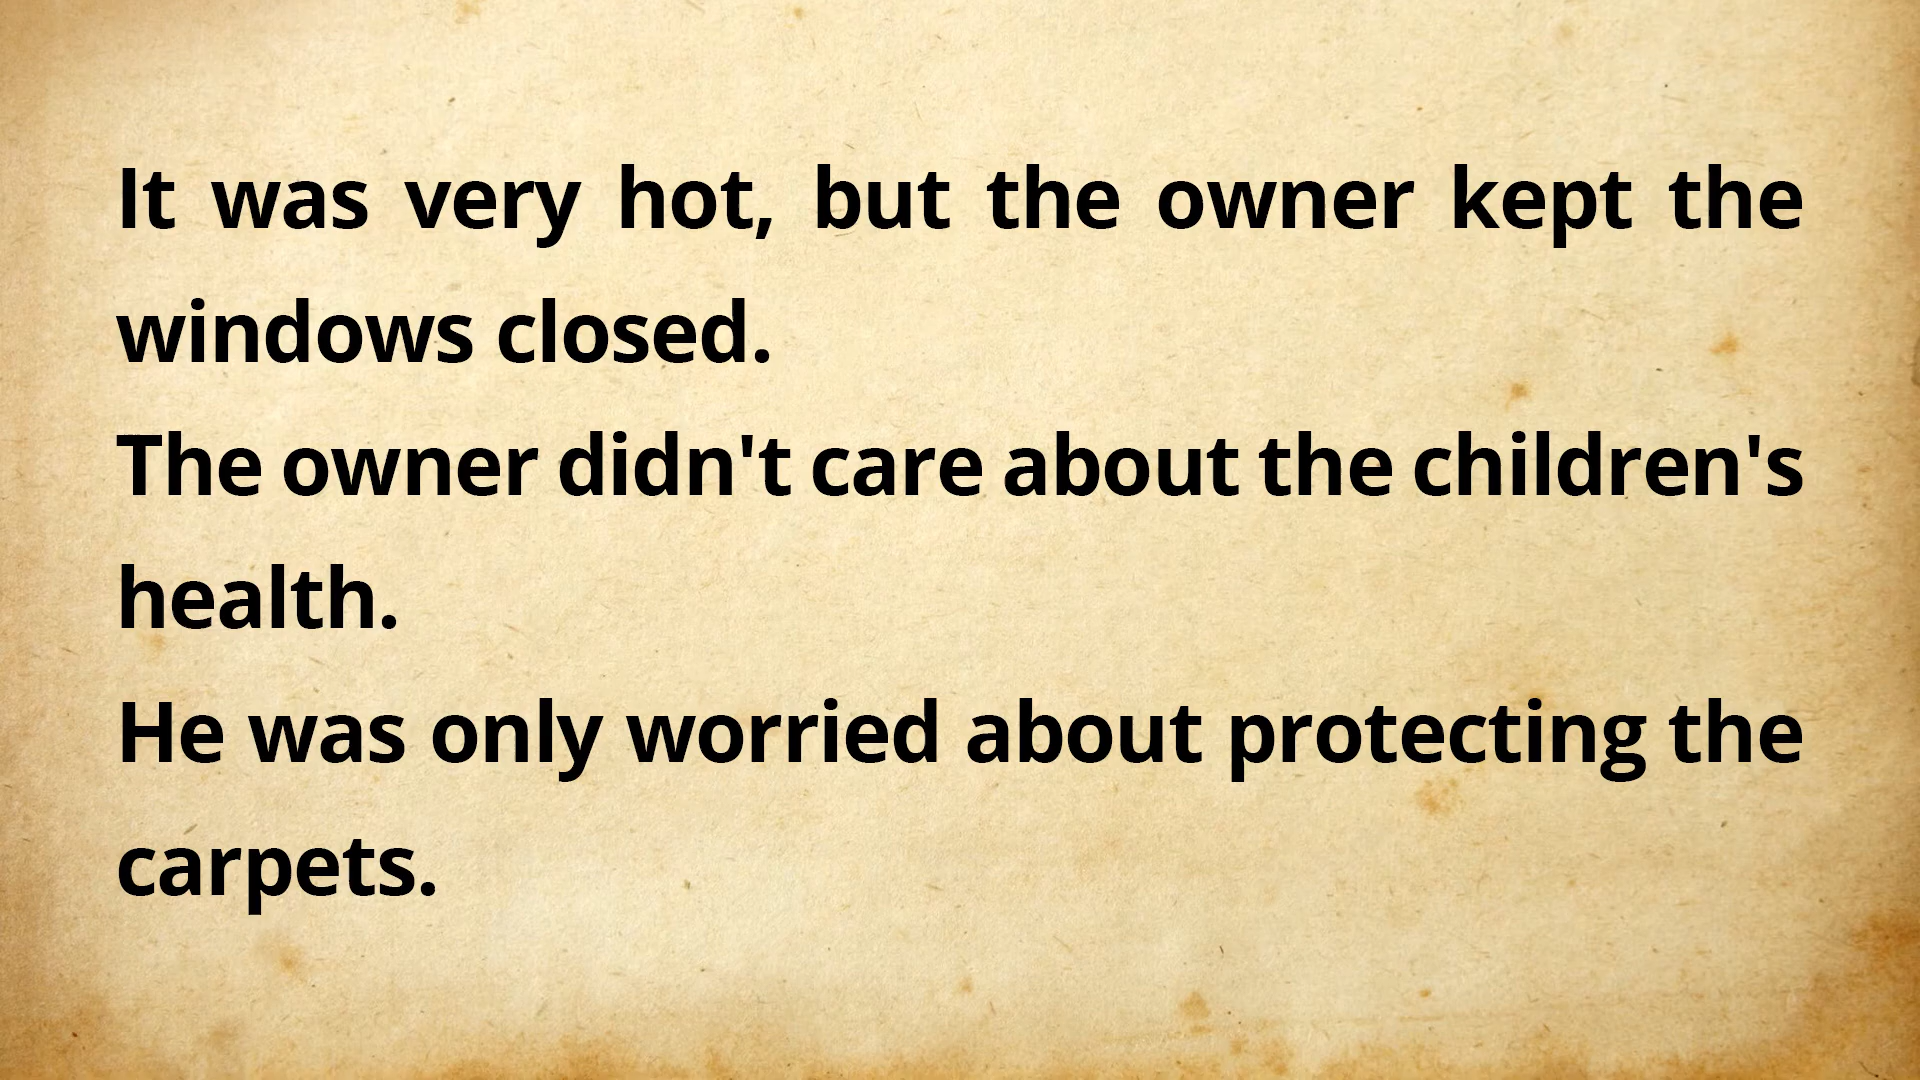 It was very hot, but the owner kept the
windows closed.
The owner didn't care about the children's
health.
He was only worried about protecting the
carpets.